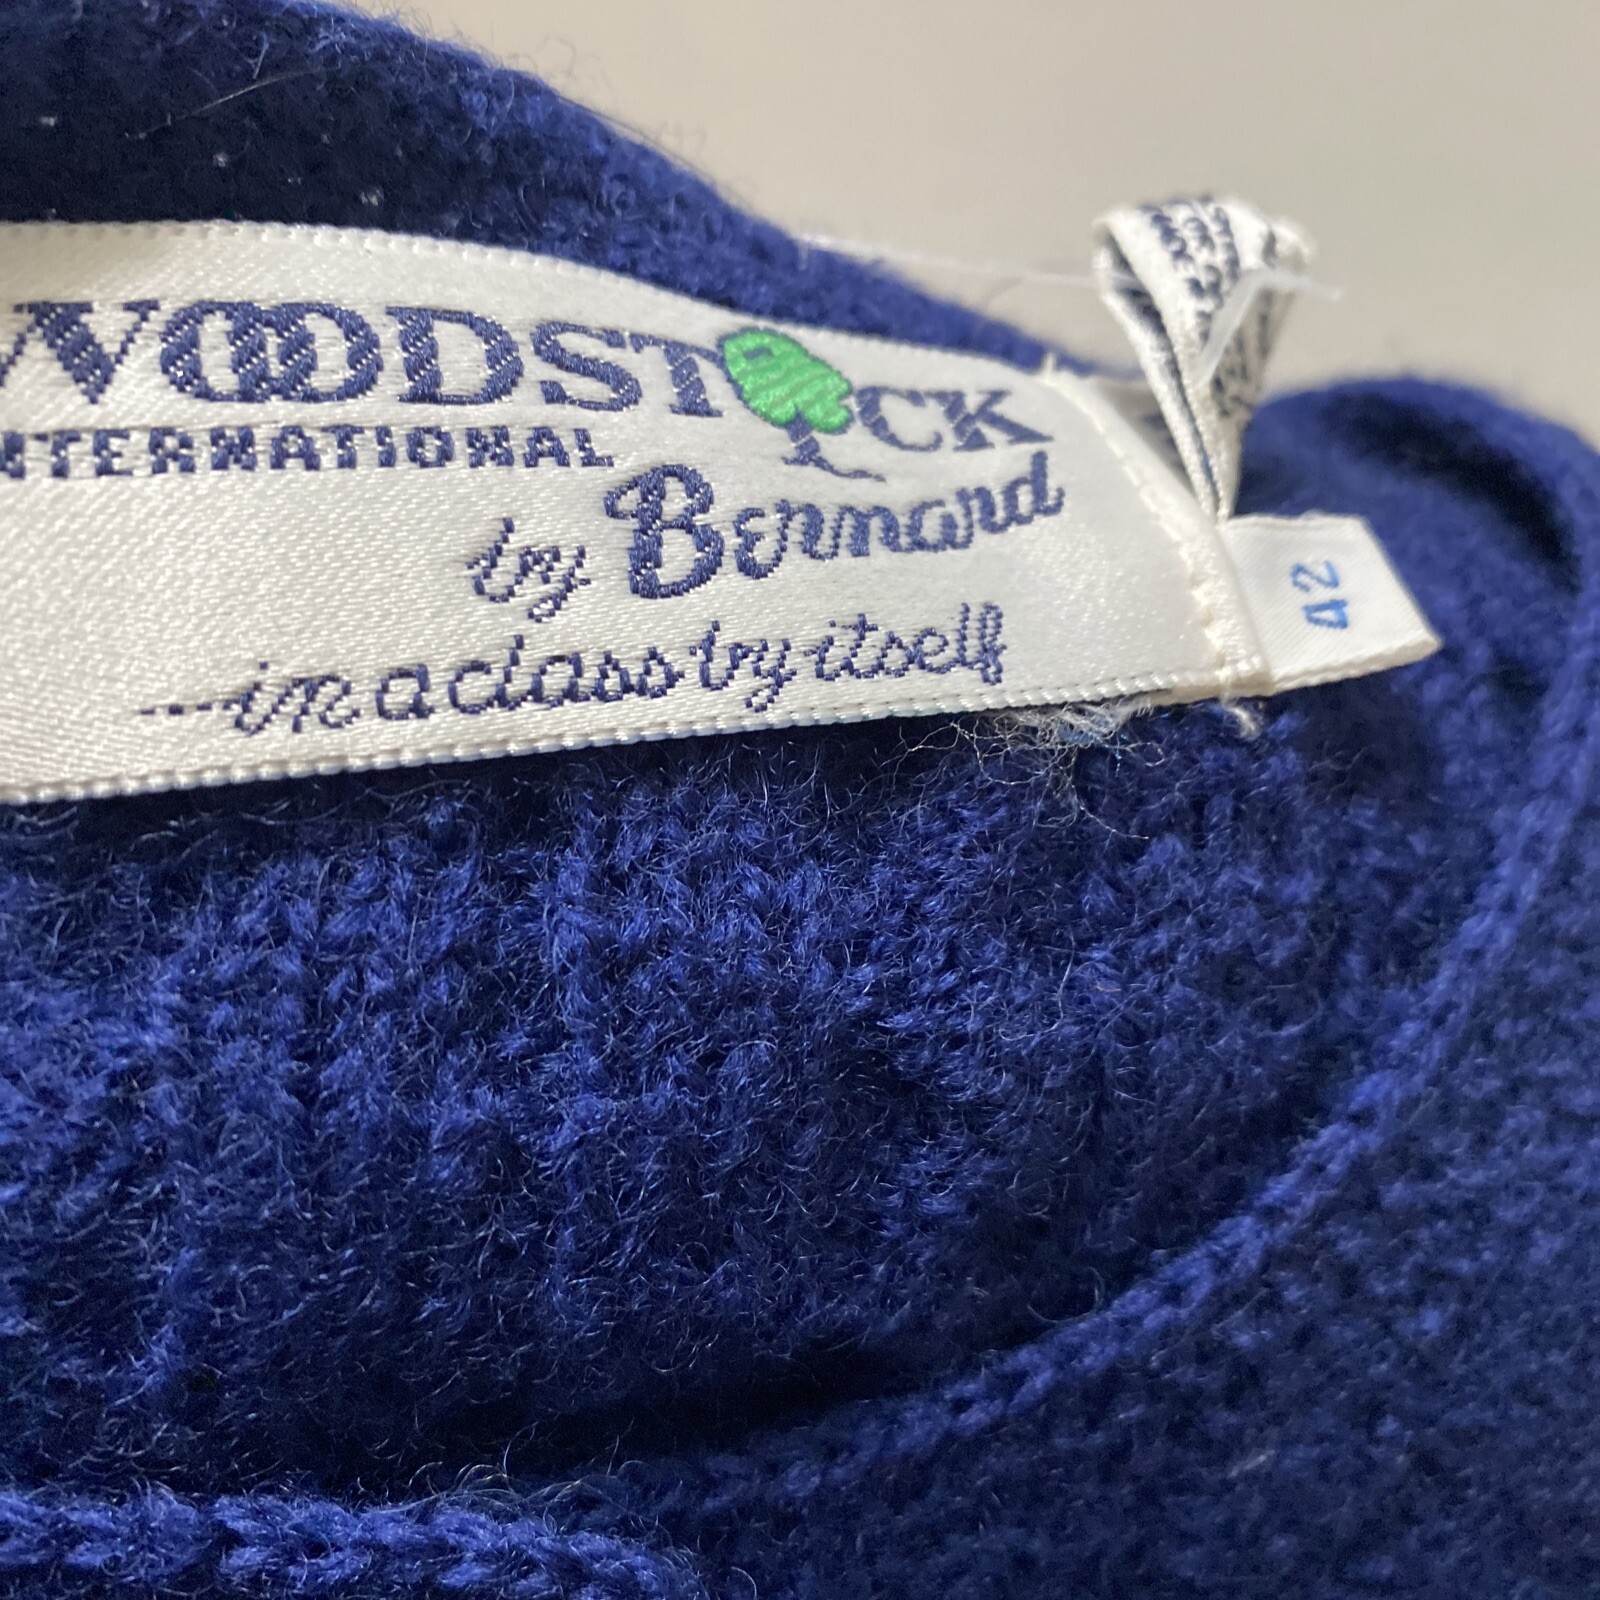 WOODSTOCK
INTERNATIONAL
by Bernard
...in a class by itself
42